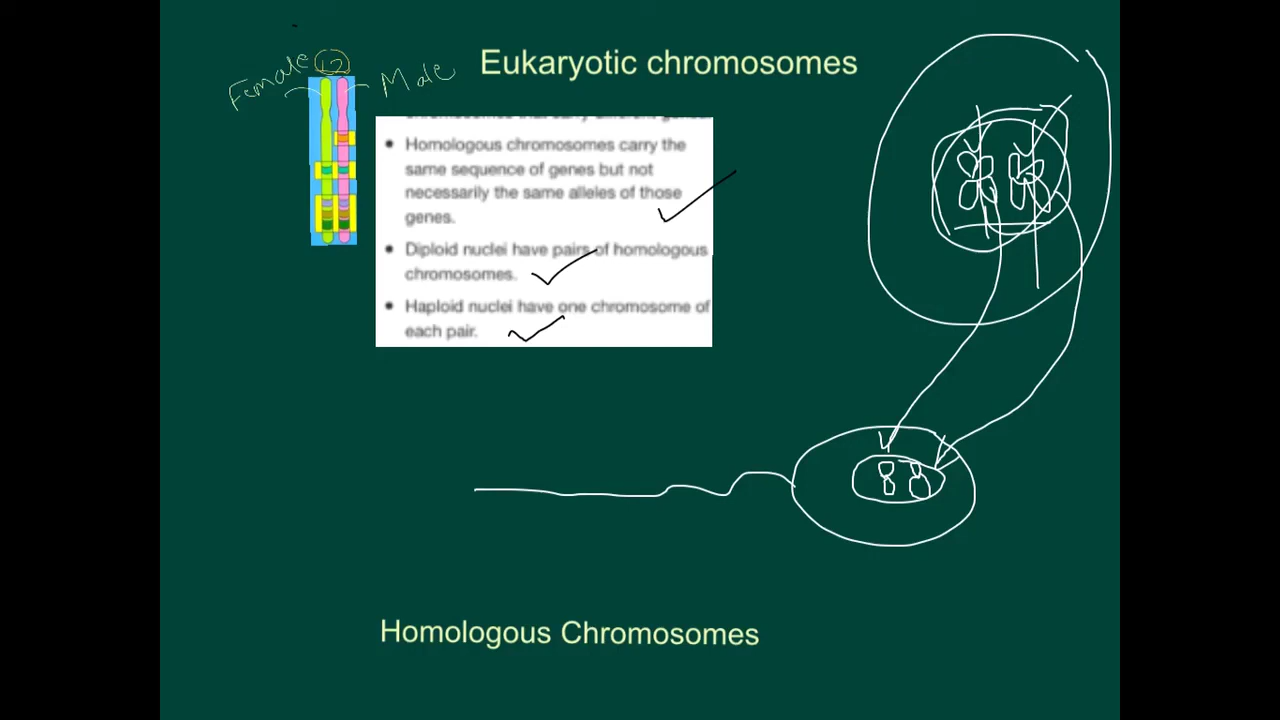 Eukaryotic chromosomes
Female 12 Male
• Homologous chromosomes carry the
same sequence of genes but not
necessarily the same alleles of those
genes.
• Diploid nuclei have pairs of homologous
chromosomes.
• Haploid nuclei have one chromosome of
each pair.
Homologous Chromosomes